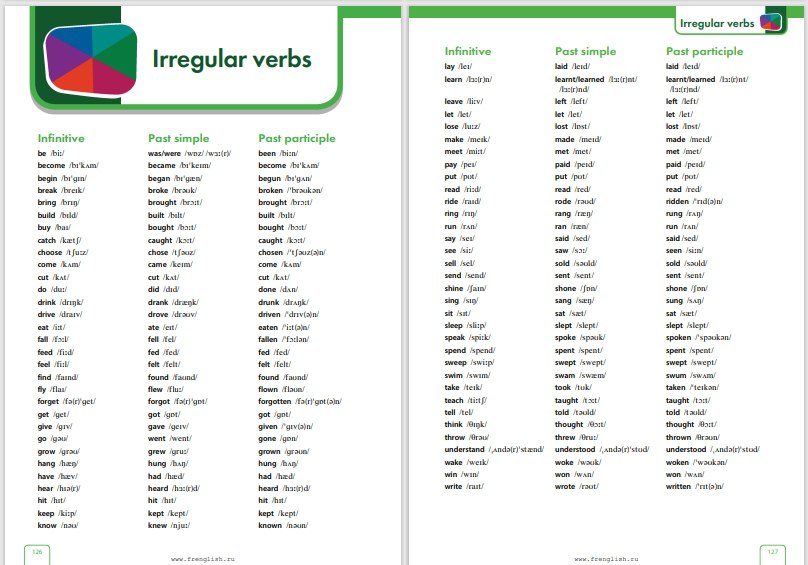 Irregular verbs
Infinitive Past simple Past participle
be /biː/ was/were /wɒz/ /wɜː(r)/ been /biːn/
become /bɪˈkʌm/ became /bɪˈkeɪm/ become /bɪˈkʌm/
begin /bɪˈɡɪn/ began /bɪˈɡæn/ begun /bɪˈɡʌn/
break /breɪk/ broke /brəʊk/ broken /ˈbrəʊkən/
bring /brɪŋ/ brought /brɔːt/ brought /brɔːt/
build /bɪld/ built /bɪlt/ built /bɪlt/
buy /baɪ/ bought /bɔːt/ bought /bɔːt/
catch /kætʃ/ caught /kɔːt/ caught /kɔːt/
choose /tʃuːz/ chose /tʃəʊz/ chosen /ˈtʃəʊz(ə)n/
come /kʌm/ came /keɪm/ come /kʌm/
cut /kʌt/ cut /kʌt/ cut /kʌt/
do /duː/ did /dɪd/ done /dʌn/
drink /drɪŋk/ drank /dræŋk/ drunk /drʌŋk/
drive /draɪv/ drove /drəʊv/ driven /ˈdrɪv(ə)n/
eat /iːt/ ate /eɪt/ eaten /ˈiːt(ə)n/
fall /fɔːl/ fell /fel/ fallen /ˈfɔːlən/
feed /fiːd/ fed /fed/ fed /fed/
feel /fiːl/ felt /felt/ felt /felt/
find /faɪnd/ found /faʊnd/ found /faʊnd/
fly /flaɪ/ flew /fluː/ flown /fləʊn/
forget /fə(r)ˈɡet/ forgot /fə(r)ˈɡɒt/ forgotten /fə(r)ˈɡɒt(ə)n/
get /ɡet/ got /ɡɒt/ got /ɡɒt/
give /ɡɪv/ gave /ɡeɪv/ given /ˈɡɪv(ə)n/
go /ɡəʊ/ went /went/ gone /ɡɒn/
grow /ɡrəʊ/ grew /ɡruː/ grown /ɡrəʊn/
hang /hæŋ/ hung /hʌŋ/ hung /hʌŋ/
have /hæv/ had /hæd/ had /hæd/
hear /hɪə(r)/ heard /hɜː(r)d/ heard /hɜː(r)d/
hit /hɪt/ hit /hɪt/ hit /hɪt/
keep /kiːp/ kept /kept/ kept /kept/
know /nəʊ/ knew /njuː/ known /nəʊn/
126
www.frenglish.ru
Irregular verbs
Infinitive Past simple Past participle
lay /leɪ/ laid /leɪd/ laid /leɪd/
learn /lɜː(r)n/ learnt/learned /lɜː(r)nt/ learnt/learned /lɜː(r)nt/
/lɜː(r)nd/ /lɜː(r)nd/
leave /liːv/ left /left/ left /left/
let /let/ let /let/ let /let/
lose /luːz/ lost /lɒst/ lost /lɒst/
make /meɪk/ made /meɪd/ made /meɪd/
meet /miːt/ met /met/ met /met/
pay /peɪ/ paid /peɪd/ paid /peɪd/
put /pʊt/ put /pʊt/ put /pʊt/
read /riːd/ read /red/ read /red/
ride /raɪd/ rode /rəʊd/ ridden /ˈrɪd(ə)n/
ring /rɪŋ/ rang /ræŋ/ rung /rʌŋ/
run /rʌn/ ran /ræn/ run /rʌn/
say /seɪ/ said /sed/ said /sed/
see /siː/ saw /sɔː/ seen /siːn/
sell /sel/ sold /səʊld/ sold /səʊld/
send /send/ sent /sent/ sent /sent/
shine /ʃaɪn/ shone /ʃɒn/ shone /ʃɒn/
sing /sɪŋ/ sang /sæŋ/ sung /sʌŋ/
sit /sɪt/ sat /sæt/ sat /sæt/
sleep /sliːp/ slept /slept/ slept /slept/
speak /spiːk/ spoke /spəʊk/ spoken /ˈspəʊkən/
spend /spend/ spent /spent/ spent /spent/
sweep /swiːp/ swept /swept/ swept /swept/
swim /swɪm/ swam /swæm/ swum /swʌm/
take /teɪk/ took /tʊk/ taken /ˈteɪkən/
teach /tiːtʃ/ taught /tɔːt/ taught /tɔːt/
tell /tel/ told /təʊld/ told /təʊld/
think /θɪŋk/ thought /θɔːt/ thought /θɔːt/
throw /θrəʊ/ threw /θruː/ thrown /θrəʊn/
understand /ˌʌndə(r)ˈstænd/ understood /ˌʌndə(r)ˈstʊd/ understood /ˌʌndə(r)ˈstʊd/
wake /weɪk/ woke /wəʊk/ woken /ˈwəʊkən/
win /wɪn/ won /wʌn/ won /wʌn/
write /raɪt/ wrote /rəʊt/ written /ˈrɪt(ə)n/
www.frenglish.ru
127